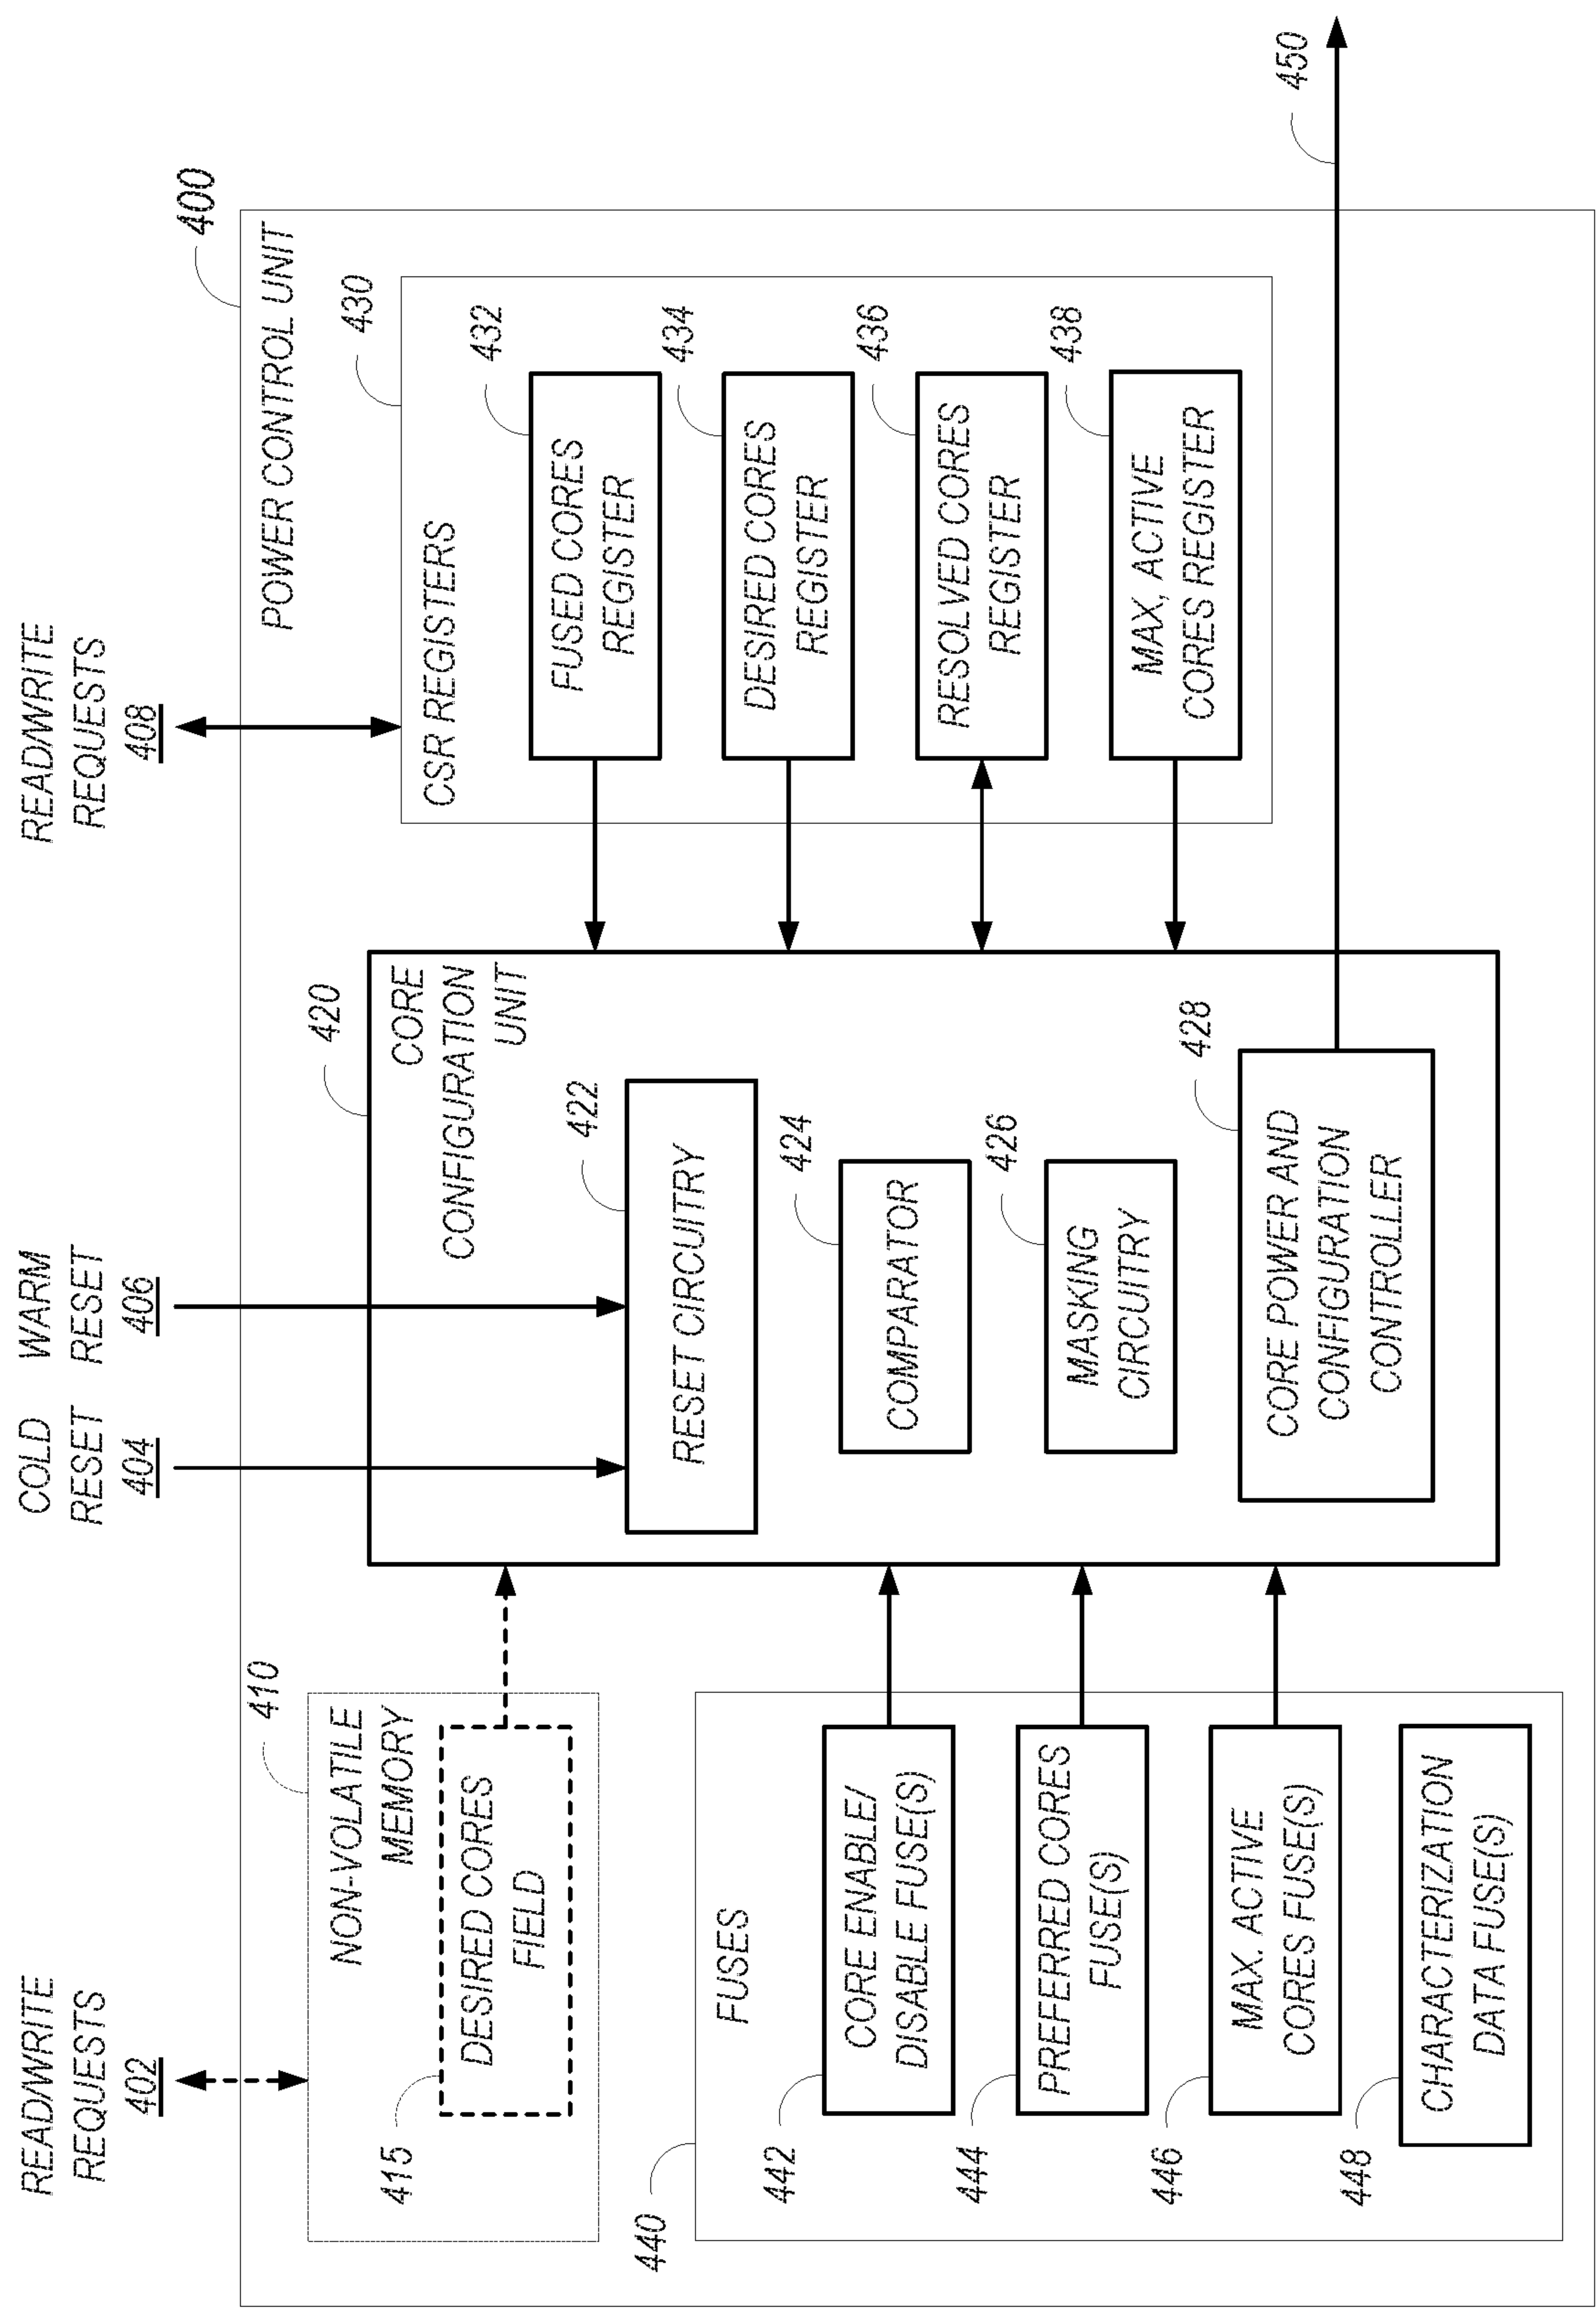 READ/WRITE
REQUESTS
402
COLD
RESET
404
WARM
RESET
406
READ/WRITE
REQUESTS
408
400
POWER CONTROL UNIT
410
NON-VOLATILE
MEMORY
415
DESIRED CORES
FIELD
440
FUSES
442
CORE ENABLE/
DISABLE FUSE(S)
444
PREFERRED CORES
FUSE(S)
446
MAX. ACTIVE
CORES FUSE(S)
448
CHARACTERIZATION
DATA FUSE(S)
420
CORE
CONFIGURATION
UNIT
422
RESET CIRCUITRY
424
COMPARATOR
426
MASKING
CIRCUITRY
428
CORE POWER AND
CONFIGURATION
CONTROLLER
430
CSR REGISTERS
432
FUSED CORES
REGISTER
434
DESIRED CORES
REGISTER
436
RESOLVED CORES
REGISTER
438
MAX, ACTIVE
CORES REGISTER
450